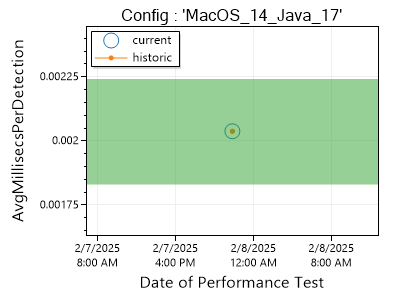 Config : 'MacOS_14_Java_17'
current
historic
AvgMillisecsPerDetection
0.00225
0.002
0.00175
2/7/2025 2/7/2025 2/8/2025 2/8/2025
8:00 AM 4:00 PM 12:00 AM 8:00 AM
Date of Performance Test